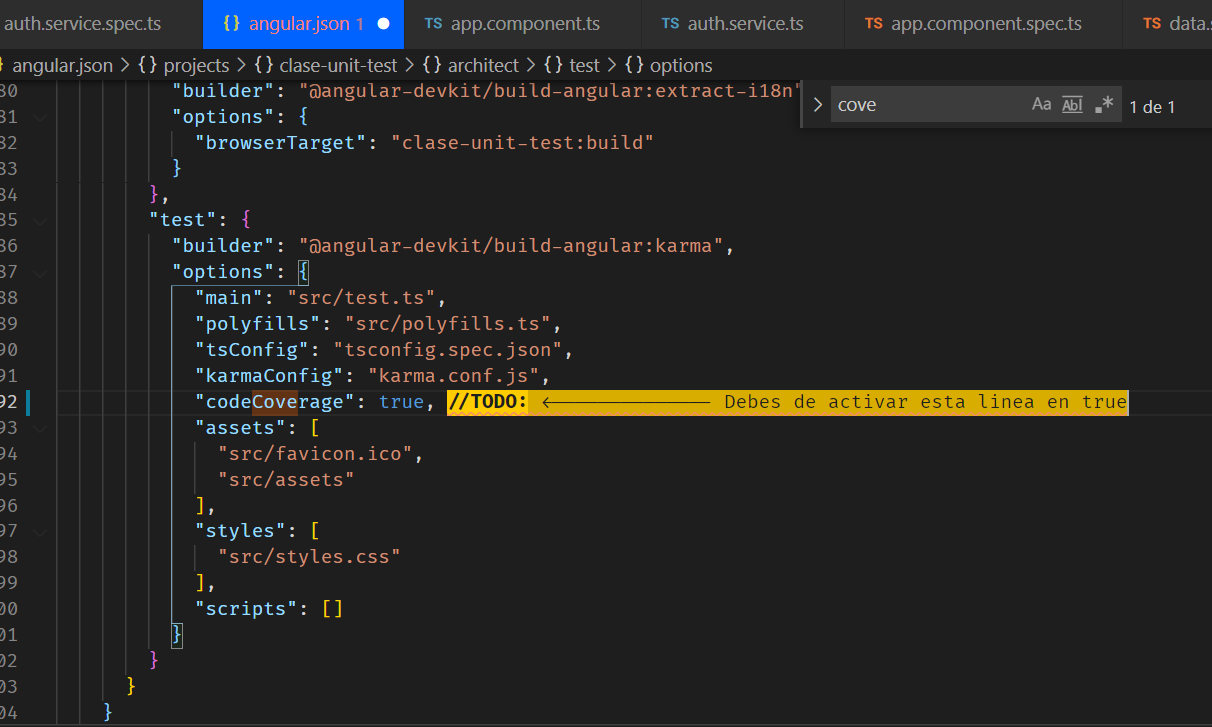 auth.service.spec.ts {} angular.json 1 TS app.component.ts TS auth.service.ts TS app.component.spec.ts TS data.s
angular.json > {} projects > {} clase-unit-test > {} architect > {} test > {} options
cove Aa Abl .* 1 de 1
80 "builder": "@angular-devkit/build-angular:extract-i18n"
81 "options": {
82 "browserTarget": "clase-unit-test:build"
83 }
84 },
85 "test": {
86 "builder": "@angular-devkit/build-angular:karma",
87 "options": {
88 "main": "src/test.ts",
89 "polyfills": "src/polyfills.ts",
90 "tsConfig": "tsconfig.spec.json",
91 "karmaConfig": "karma.conf.js",
92 "codeCoverage": true, //TODO: <-------------- Debes de activar esta linea en true
93 "assets": [
94 "src/favicon.ico",
95 "src/assets"
96 ],
97 "styles": [
98 "src/styles.css"
99 ],
00 "scripts": []
01 }
02 }
03 }
04 }